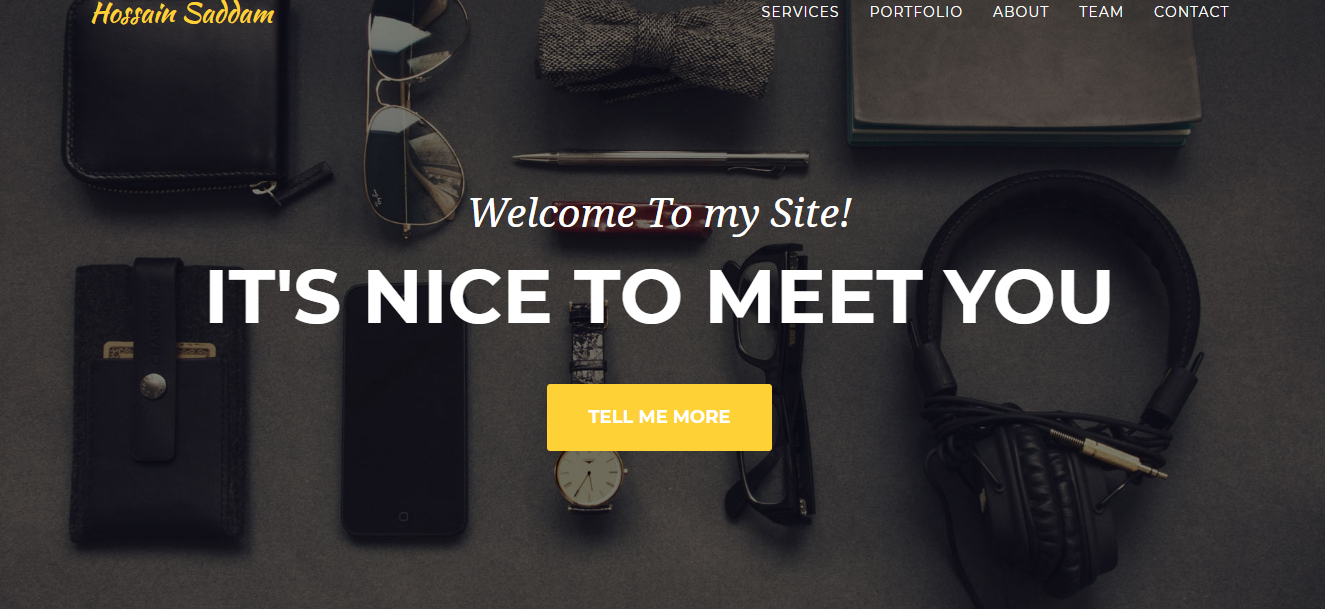 Hossain Saddam
SERVICES PORTFOLIO ABOUT TEAM CONTACT
Welcome To my Site!
IT'S NICE TO MEET YOU
TELL ME MORE